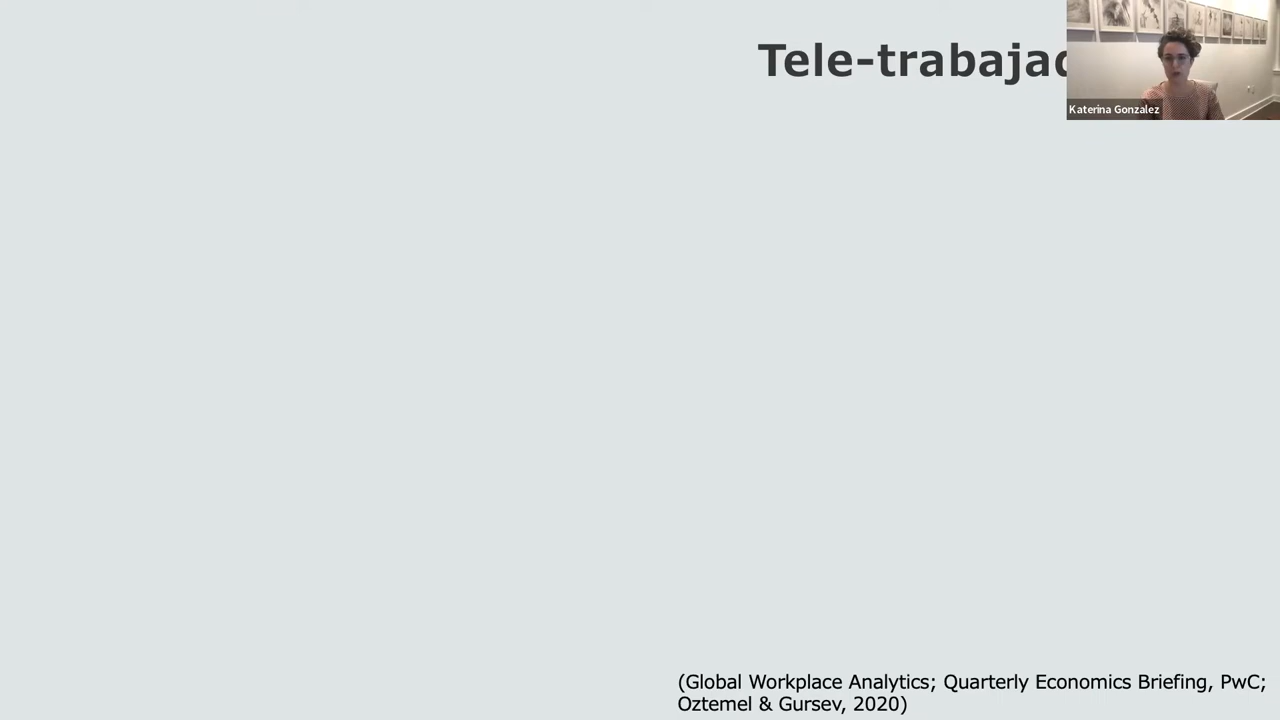 Tele-trabajad
Katerina Gonzalez
(Global Workplace Analytics; Quarterly Economics Briefing, PwC;
Oztemel & Gursev, 2020)